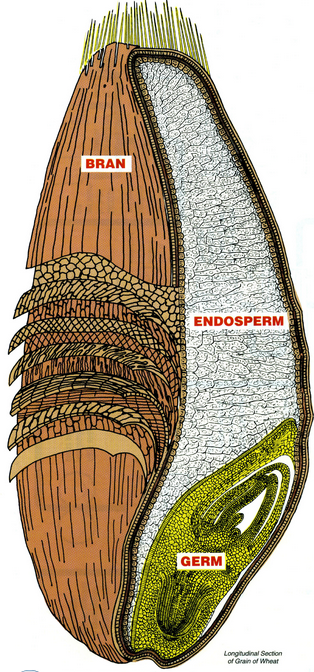 BRAN
ENDOSPERM
GERM
Longitudinal Section
of Grain of Wheat